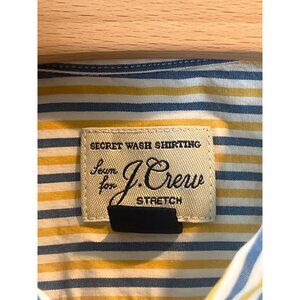 SECRET WASH SHIRTING
Sewn
for J.Crew
STRETCH